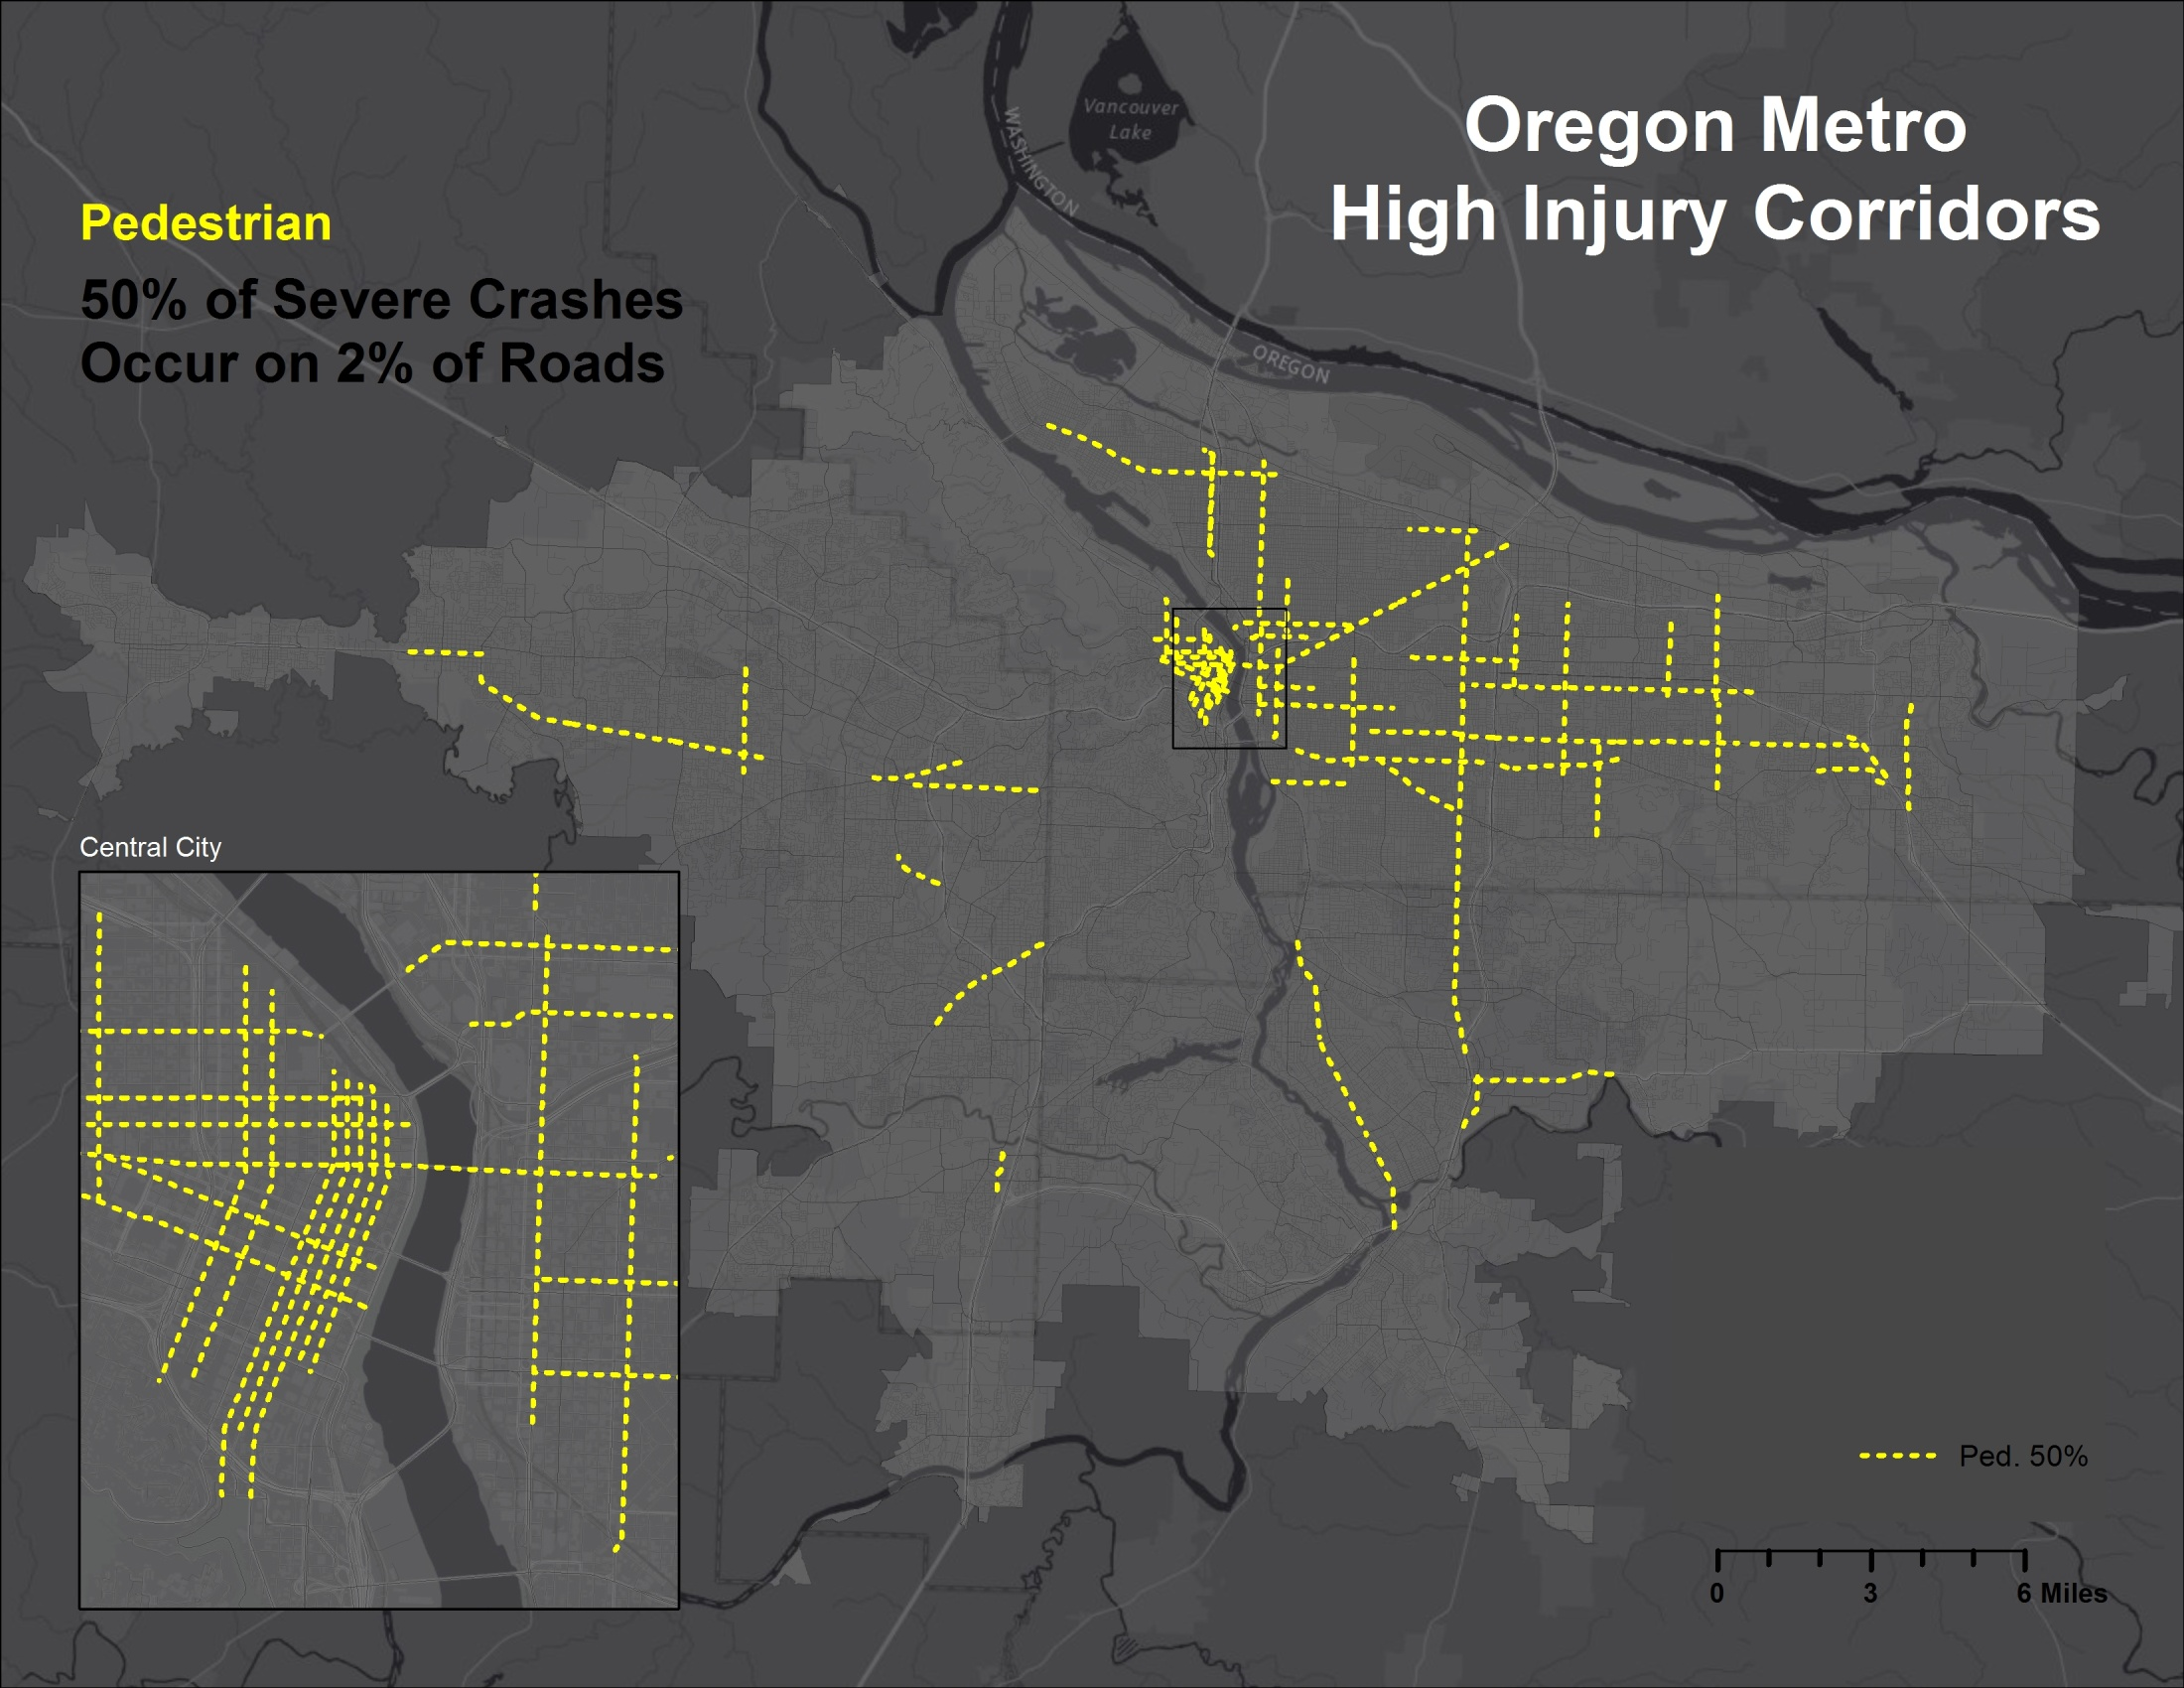 Oregon Metro
High Injury Corridors
Pedestrian
50% of Severe Crashes
Occur on 2% of Roads
Vancouver
Lake
WASHINGTON
OREGON
Central City
Ped. 50%
0 3 6 Miles